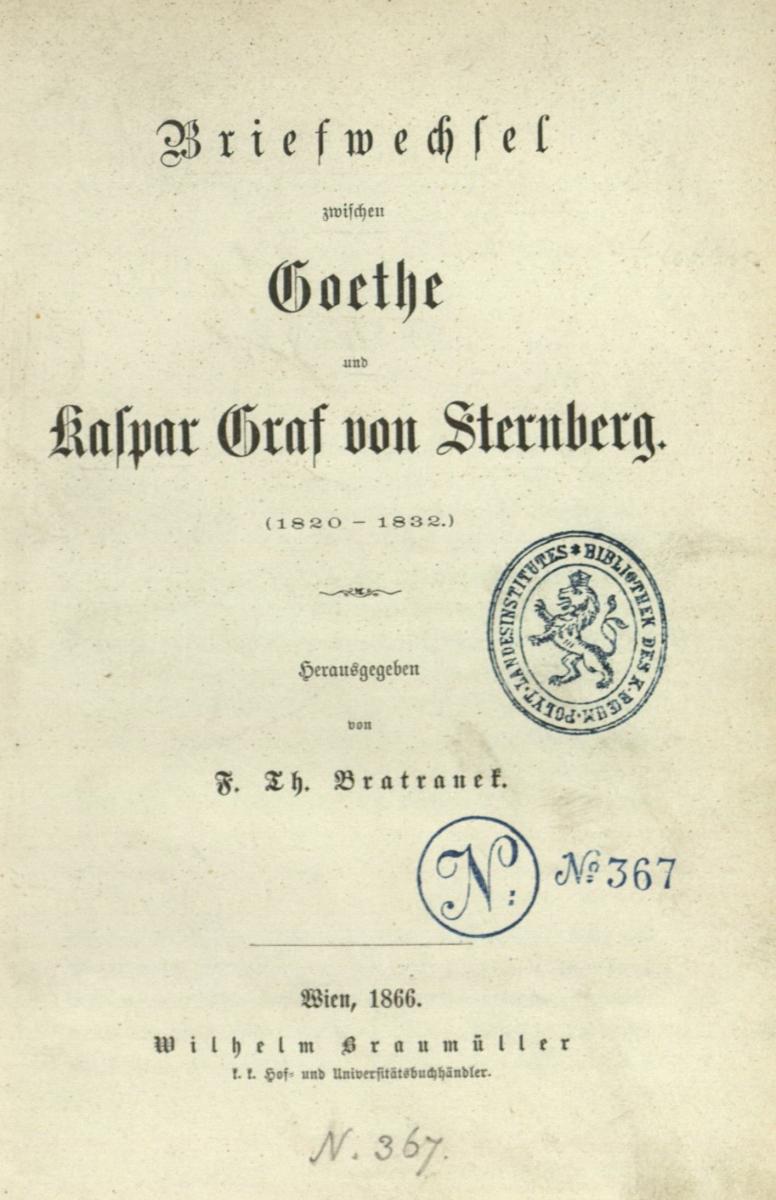 Briefwechsel
zwischen
Goethe
und
Kaspar Graf von Sternberg.
(1820 – 1832.)
BIBLIOTHEK DES K. BŒHM. POLYT. LANDESINSTITUTES *
Herausgegeben
von
F. Th. Bratranek.
N:
No 367
Wien, 1866.
Wilhelm Braumüller
k. k. Hof- und Universitätsbuchhändler.
N. 367.